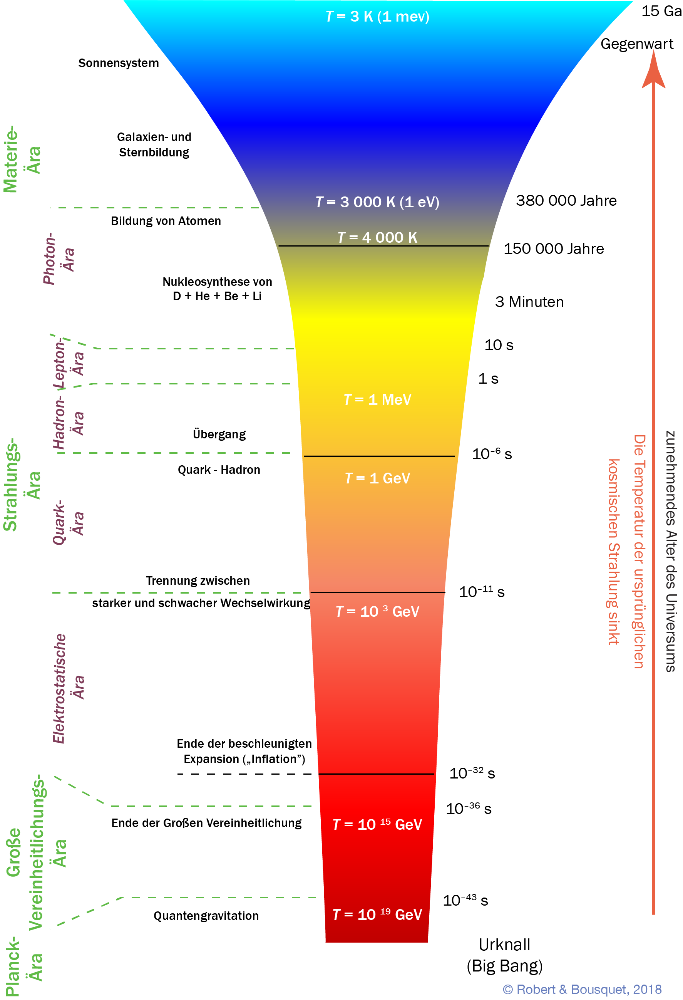 T = 3 K (1 mev)
15 Ga
Gegenwart
Sonnensystem
Galaxien- und
Sternbildung
Materie-
Ära
T = 3 000 K (1 eV)
380 000 Jahre
Bildung von Atomen
T = 4 000 K
150 000 Jahre
Photon-
Ära
Nukleosynthese von
D + He + Be + Li
3 Minuten
10 s
Lepton-
Ära
1 s
T = 1 MeV
Hadron-
Ära
Übergang
10⁻⁶ s
Quark - Hadron
T = 1 GeV
Strahlungs-
Ära
Quark-
Ära
zunehmendes Alter des Universums
Die Temperatur der ursprünglichen
kosmischen Strahlung sinkt
Trennung zwischen
10⁻¹¹ s
starker und schwacher Wechselwirkung
T = 10 ³ GeV
Elektrostatische
Ära
Ende der beschleunigten
Expansion („Inflation”)
10⁻³² s
10⁻³⁶ s
Ende der Großen Vereinheitlichung
T = 10 ¹⁵ GeV
Große
Vereinheitlichungs-
Ära
10⁻⁴³ s
Quantengravitation
T = 10 ¹⁹ GeV
Planck-
Ära
Urknall
(Big Bang)
© Robert & Bousquet, 2018